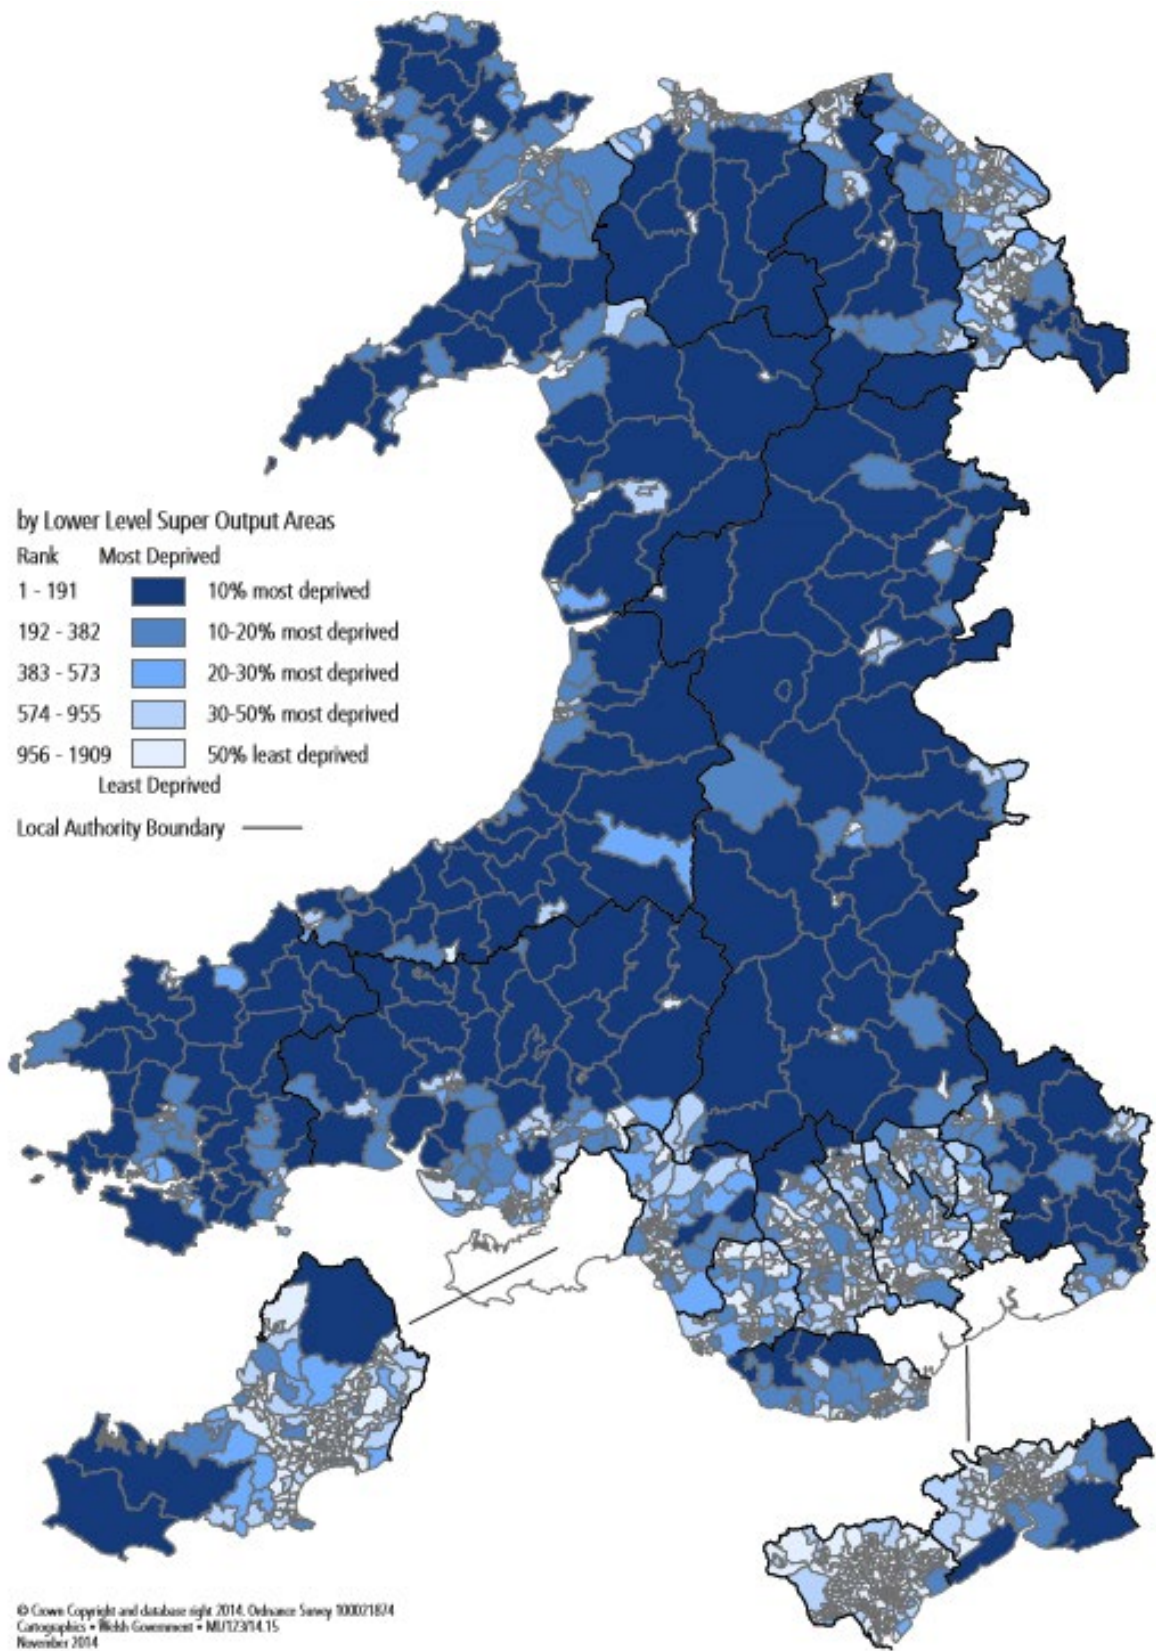 by Lower Level Super Output Areas
Rank Most Deprived
1 - 191 10% most deprived
192 - 382 10-20% most deprived
383 - 573 20-30% most deprived
574 - 955 30-50% most deprived
956 - 1909 50% least deprived
Least Deprived
Local Authority Boundary
© Crown Copyright and database right 2014. Ordnance Survey 100021874
Cartographics • Welsh Government • ML/123/14.15
November 2014